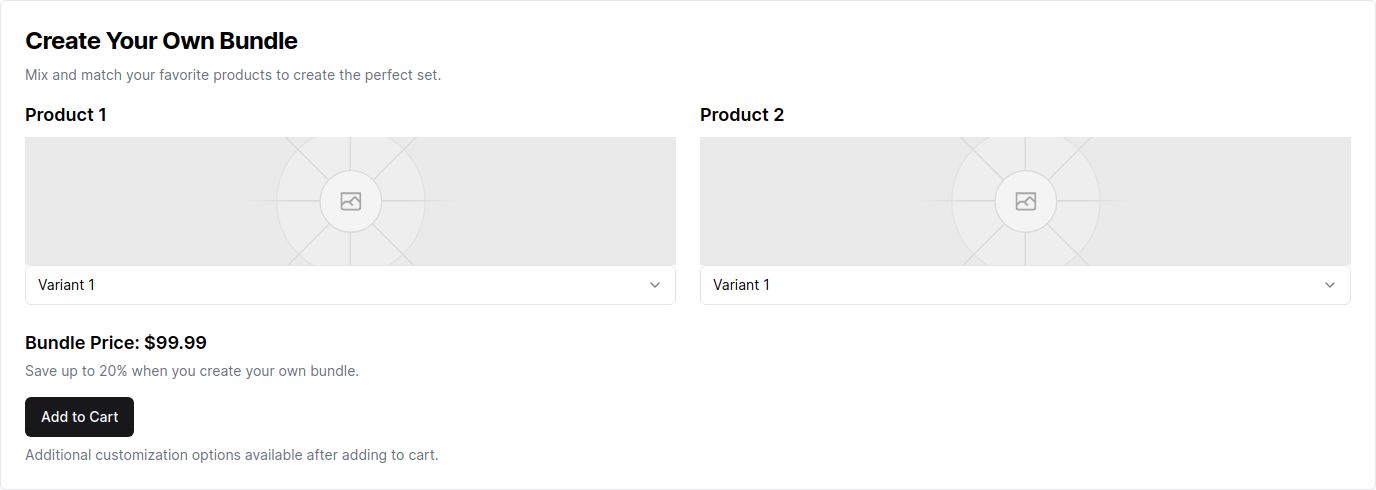 Create Your Own Bundle
Mix and match your favorite products to create the perfect set.
Product 1
Product 2
Variant 1
Variant 1
Bundle Price: $99.99
Save up to 20% when you create your own bundle.
Add to Cart
Additional customization options available after adding to cart.